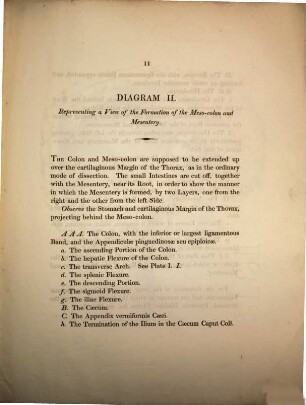 11
DIAGRAM II.
Representing a View of the Formation of the Meso-colon and
Mesentery.
THE Colon and Meso-colon are supposed to be extended up
over the cartilaginous Margin of the Thorax, as in the ordinary
mode of dissection. The small Intestines are cut off, together
with the Mesentery, near its Root, in order to show the manner
in which the Mesentery is formed, by two Layers, one from the
right and the other from the left Side.
Observe the Stomach and cartilaginous Margin of the Thorax,
projecting behind the Meso-colon.
A A A. The Colon, with the inferior or largest ligamentous
Band, and the Appendiculæ pinguedinosæ seu epiploicæ.
a. The ascending Portion of the Colon.
b. The hepatic Flexure of the Colon.
c. The transverse Arch. See Plate I. I.
d. The splenic Flexure.
e. The descending Portion.
f. The sigmoid Flexure.
g. The iliac Flexure.
B. The Cæcum.
C. The Appendix vermiformis Cæci.
h. The Termination of the Ilium in the Cæcum Caput Coli.